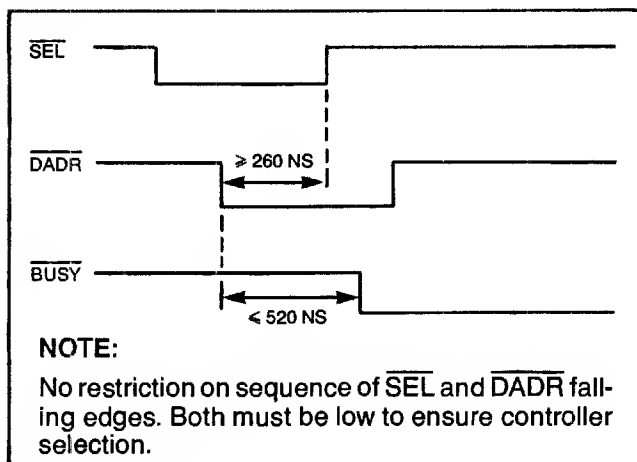 SEL
≥ 260 NS
DADR
BUSY
≤ 520 NS
NOTE:
No restriction on sequence of SEL and DADR fall-
ing edges. Both must be low to ensure controller
selection.